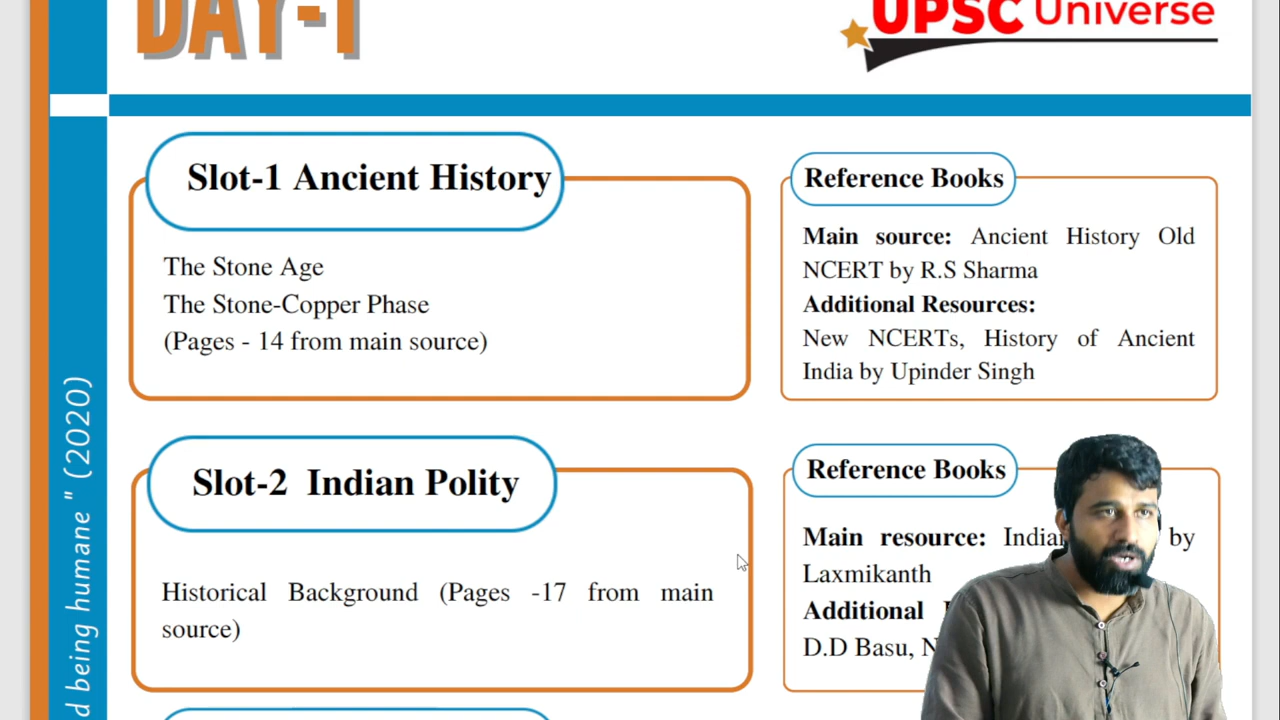 DAY-1
UPSC Universe
Slot-1 Ancient History
The Stone Age
The Stone-Copper Phase
(Pages - 14 from main source)
Reference Books
Main source: Ancient History Old
NCERT by R.S Sharma
Additional Resources:
New NCERTs, History of Ancient
India by Upinder Singh
Slot-2 Indian Polity
Historical Background (Pages -17 from main
source)
Reference Books
Main resource: by
Laxmikanth
Additional
D.D Basu,
being humane " (2020)